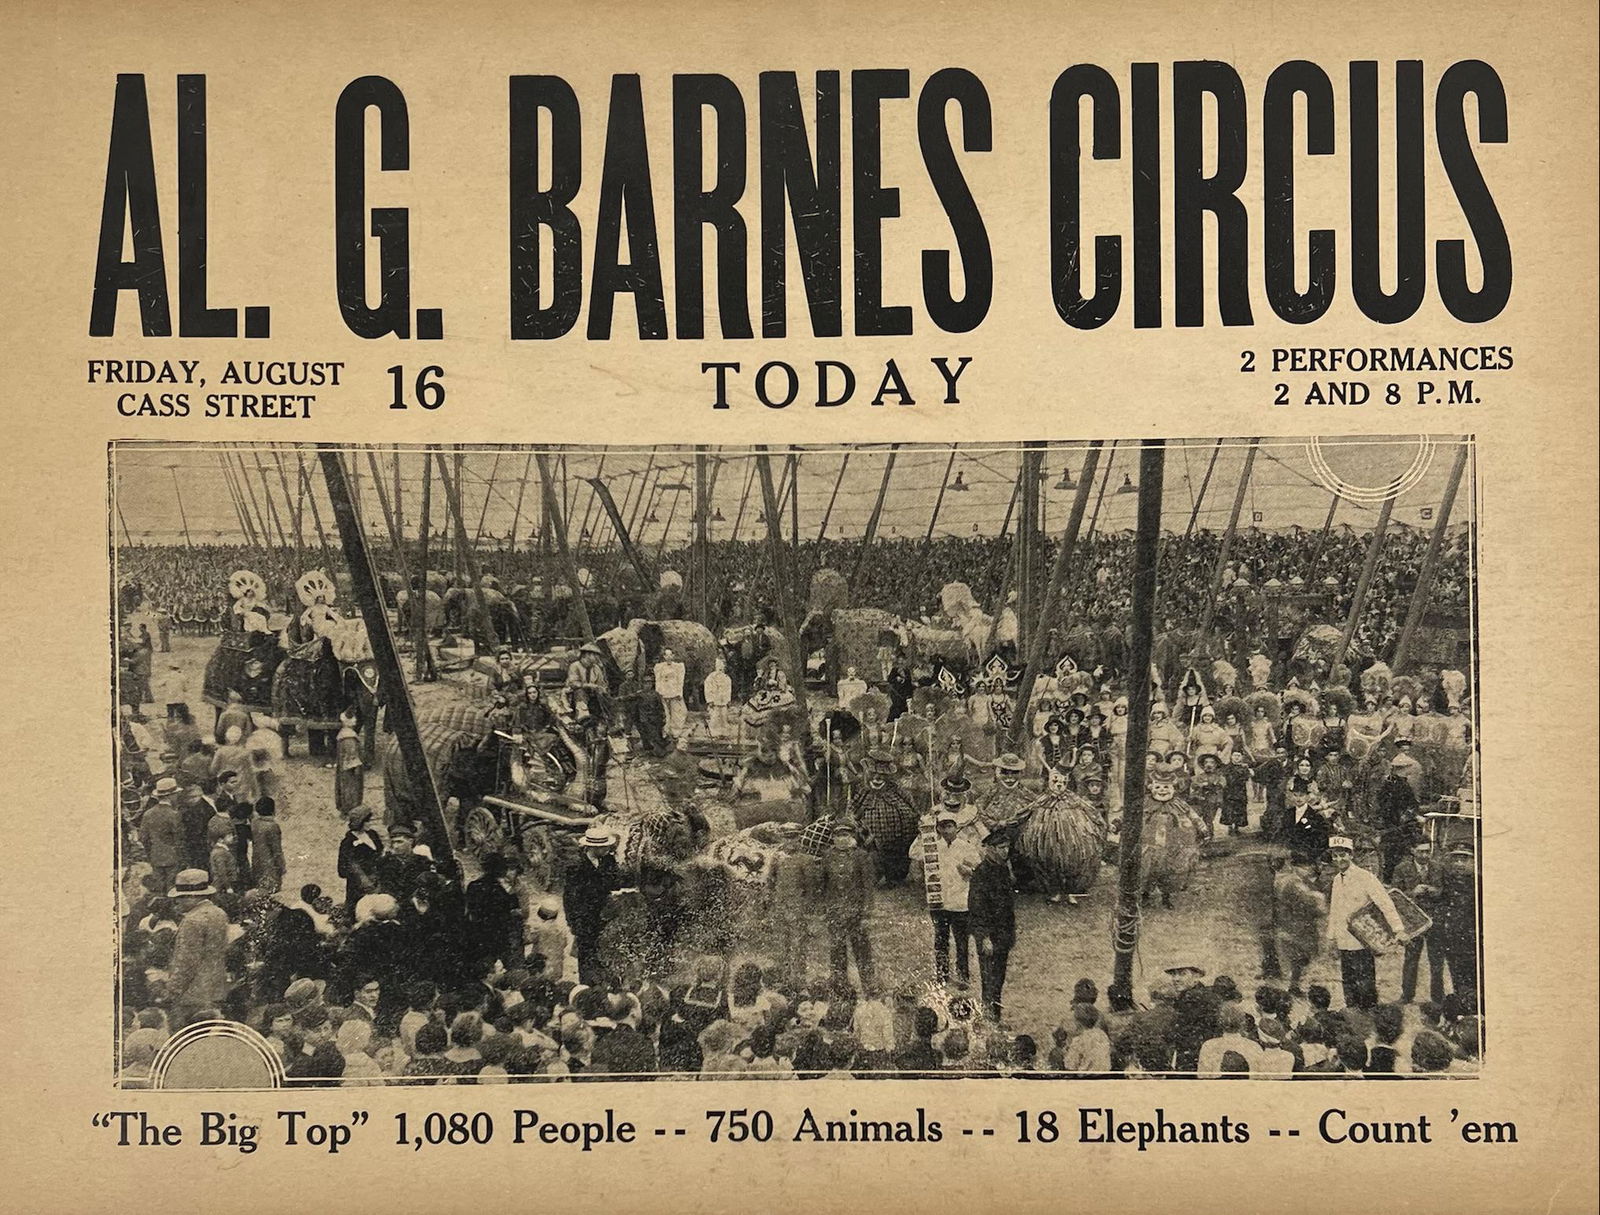 AL. G. BARNES CIRCUS
FRIDAY, AUGUST 16
CASS STREET
TODAY
2 PERFORMANCES
2 AND 8 P.M.
10¢
“The Big Top” 1,080 People -- 750 Animals -- 18 Elephants -- Count ’em